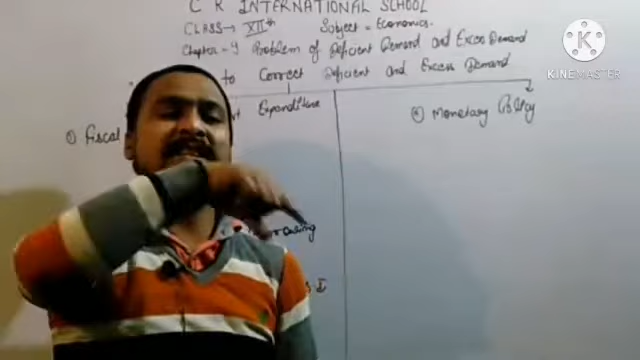 C R INTERNATIONAL SCHOOL
CLASS → XIIth Subject = Economics.
Chapter - 9 Problem of Deficient Demand and Excess Demand
to Correct Deficient and Excess Demand
① Fiscal Expenditure
② Monetary Policy
KINEMASTER